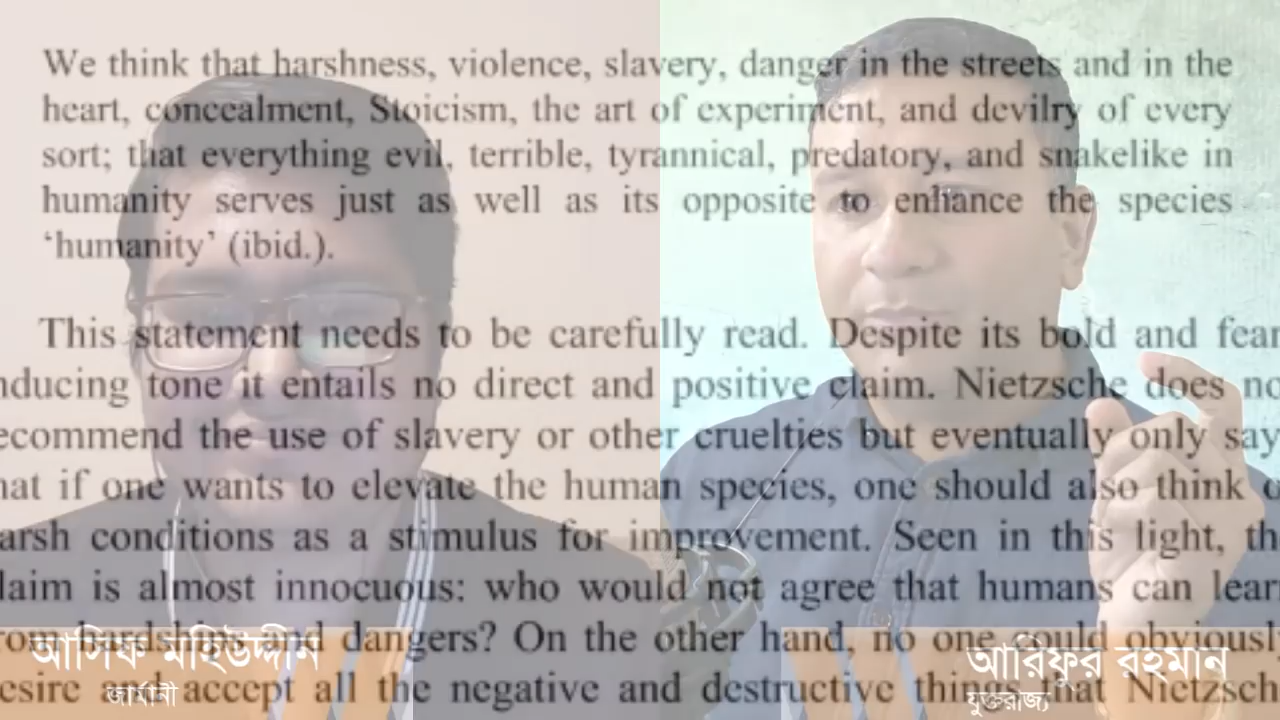 We think that harshness, violence, slavery, danger in the streets and in the
heart, concealment, Stoicism, the art of experiment, and devilry of every
sort; that everything evil, terrible, tyrannical, predatory, and snakelike in
humanity serves just as well as its opposite to enhance the species
‘humanity’ (ibid.).
This statement needs to be carefully read. Despite its bold and fear
nducing tone it entails no direct and positive claim. Nietzsche does no
ecommend the use of slavery or other cruelties but eventually only say
hat if one wants to elevate the human species, one should also think o
arsh conditions as a stimulus for improvement. Seen in this light, th
laim is almost innocuous: who would not agree that humans can learn
rom hardships and dangers? On the other hand, no one could obviously
esire and accept all the negative and destructive things that Nietzsch
আসিফ মহিউদ্দীন
জার্মানী
আরিফুর রহমান
যুক্তরাজ্য